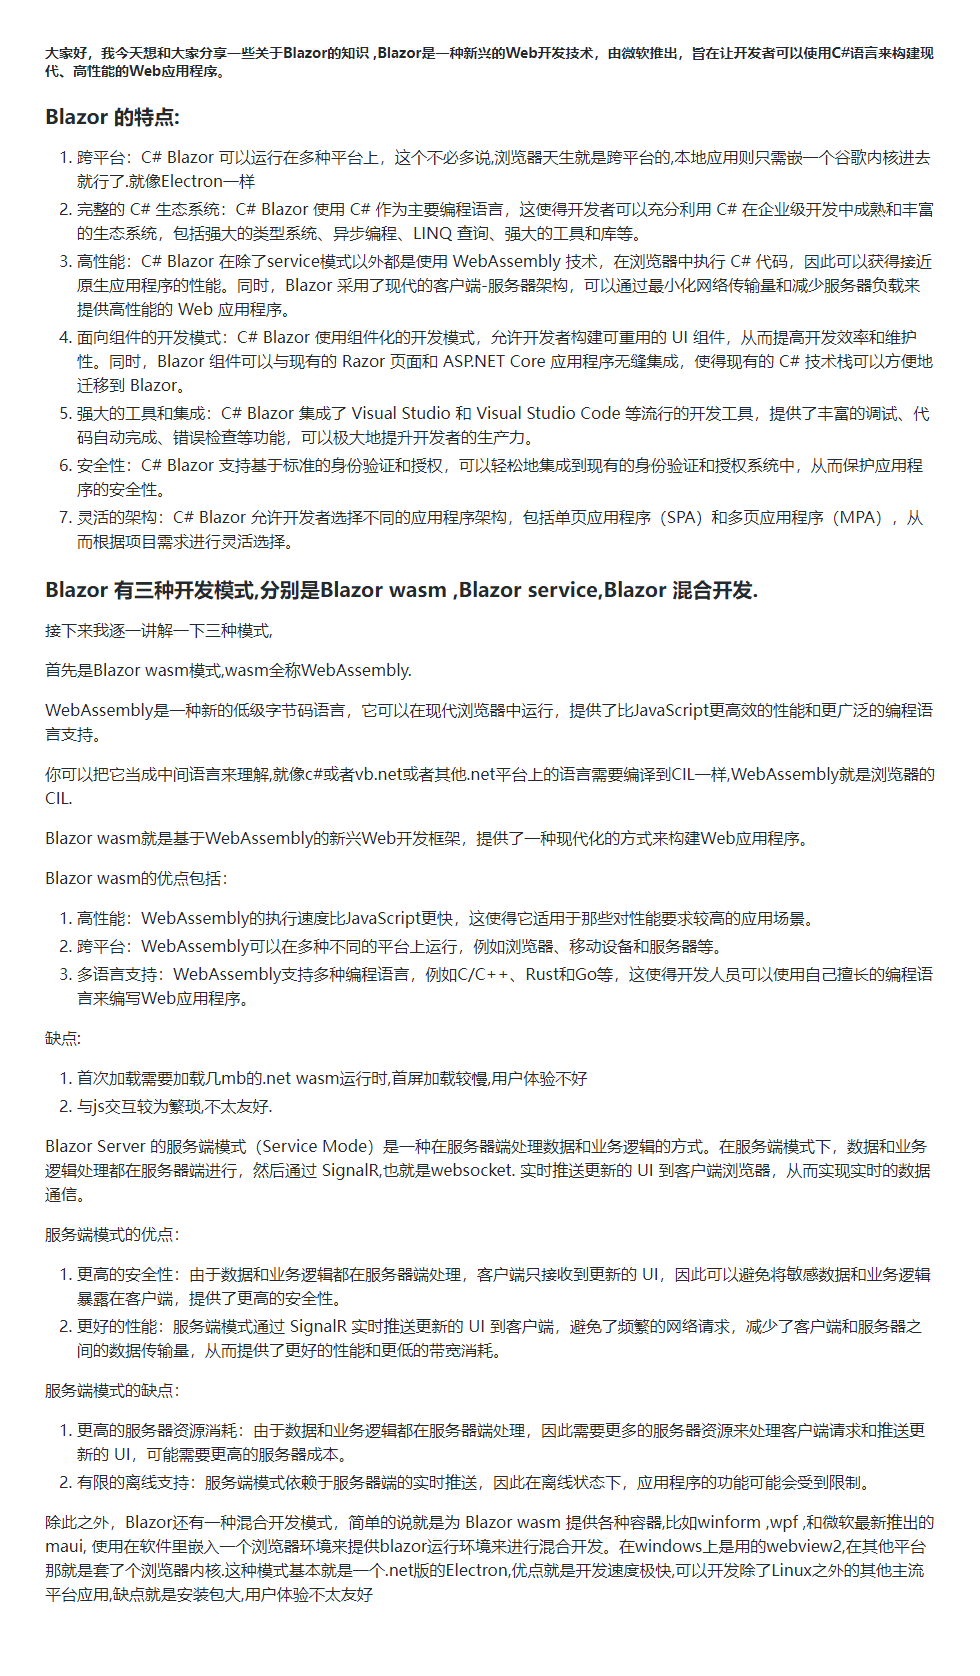 大家好，我今天想和大家分享一些关于Blazor的知识 ,Blazor是一种新兴的Web开发技术，由微软推出，旨在让开发者可以使用C#语言来构建现
代、高性能的Web应用程序。
Blazor 的特点:
1. 跨平台：C# Blazor 可以运行在多种平台上，这个不必多说,浏览器天生就是跨平台的,本地应用则只需嵌一个谷歌内核进去
就行了.就像Electron一样
2. 完整的 C# 生态系统：C# Blazor 使用 C# 作为主要编程语言，这使得开发者可以充分利用 C# 在企业级开发中成熟和丰富
的生态系统，包括强大的类型系统、异步编程、LINQ 查询、强大的工具和库等。
3. 高性能：C# Blazor 在除了service模式以外都是使用 WebAssembly 技术，在浏览器中执行 C# 代码，因此可以获得接近
原生应用程序的性能。同时，Blazor 采用了现代的客户端-服务器架构，可以通过最小化网络传输量和减少服务器负载来
提供高性能的 Web 应用程序。
4. 面向组件的开发模式：C# Blazor 使用组件化的开发模式，允许开发者构建可重用的 UI 组件，从而提高开发效率和维护
性。同时，Blazor 组件可以与现有的 Razor 页面和 ASP.NET Core 应用程序无缝集成，使得现有的 C# 技术栈可以方便地
迁移到 Blazor。
5. 强大的工具和集成：C# Blazor 集成了 Visual Studio 和 Visual Studio Code 等流行的开发工具，提供了丰富的调试、代
码自动完成、错误检查等功能，可以极大地提升开发者的生产力。
6. 安全性：C# Blazor 支持基于标准的身份验证和授权，可以轻松地集成到现有的身份验证和授权系统中，从而保护应用程
序的安全性。
7. 灵活的架构：C# Blazor 允许开发者选择不同的应用程序架构，包括单页应用程序（SPA）和多页应用程序（MPA），从
而根据项目需求进行灵活选择。
Blazor 有三种开发模式,分别是Blazor wasm ,Blazor service,Blazor 混合开发.
接下来我逐一讲解一下三种模式,
首先是Blazor wasm模式,wasm全称WebAssembly.
WebAssembly是一种新的低级字节码语言，它可以在现代浏览器中运行，提供了比JavaScript更高效的性能和更广泛的编程语
言支持。
你可以把它当成中间语言来理解,就像c#或者vb.net或者其他.net平台上的语言需要编译到CIL一样,WebAssembly就是浏览器的
CIL.
Blazor wasm就是基于WebAssembly的新兴Web开发框架，提供了一种现代化的方式来构建Web应用程序。
Blazor wasm的优点包括：
1. 高性能：WebAssembly的执行速度比JavaScript更快，这使得它适用于那些对性能要求较高的应用场景。
2. 跨平台：WebAssembly可以在多种不同的平台上运行，例如浏览器、移动设备和服务器等。
3. 多语言支持：WebAssembly支持多种编程语言，例如C/C++、Rust和Go等，这使得开发人员可以使用自己擅长的编程语
言来编写Web应用程序。
缺点:
1. 首次加载需要加载几mb的.net wasm运行时,首屏加载较慢,用户体验不好
2. 与js交互较为繁琐,不太友好.
Blazor Server 的服务端模式（Service Mode）是一种在服务器端处理数据和业务逻辑的方式。在服务端模式下，数据和业务
逻辑处理都在服务器端进行，然后通过 SignalR,也就是websocket. 实时推送更新的 UI 到客户端浏览器，从而实现实时的数据
通信。
服务端模式的优点：
1. 更高的安全性：由于数据和业务逻辑都在服务器端处理，客户端只接收到更新的 UI，因此可以避免将敏感数据和业务逻辑
暴露在客户端，提供了更高的安全性。
2. 更好的性能：服务端模式通过 SignalR 实时推送更新的 UI 到客户端，避免了频繁的网络请求，减少了客户端和服务器之
间的数据传输量，从而提供了更好的性能和更低的带宽消耗。
服务端模式的缺点：
1. 更高的服务器资源消耗：由于数据和业务逻辑都在服务器端处理，因此需要更多的服务器资源来处理客户端请求和推送更
新的 UI，可能需要更高的服务器成本。
2. 有限的离线支持：服务端模式依赖于服务器端的实时推送，因此在离线状态下，应用程序的功能可能会受到限制。
除此之外，Blazor还有一种混合开发模式，简单的说就是为 Blazor wasm 提供各种容器,比如winform ,wpf ,和微软最新推出的
maui, 使用在软件里嵌入一个浏览器环境来提供blazor运行环境来进行混合开发。在windows上是用的webview2,在其他平台
那就是套了个浏览器内核.这种模式基本就是一个.net版的Electron,优点就是开发速度极快,可以开发除了Linux之外的其他主流
平台应用,缺点就是安装包大,用户体验不太友好